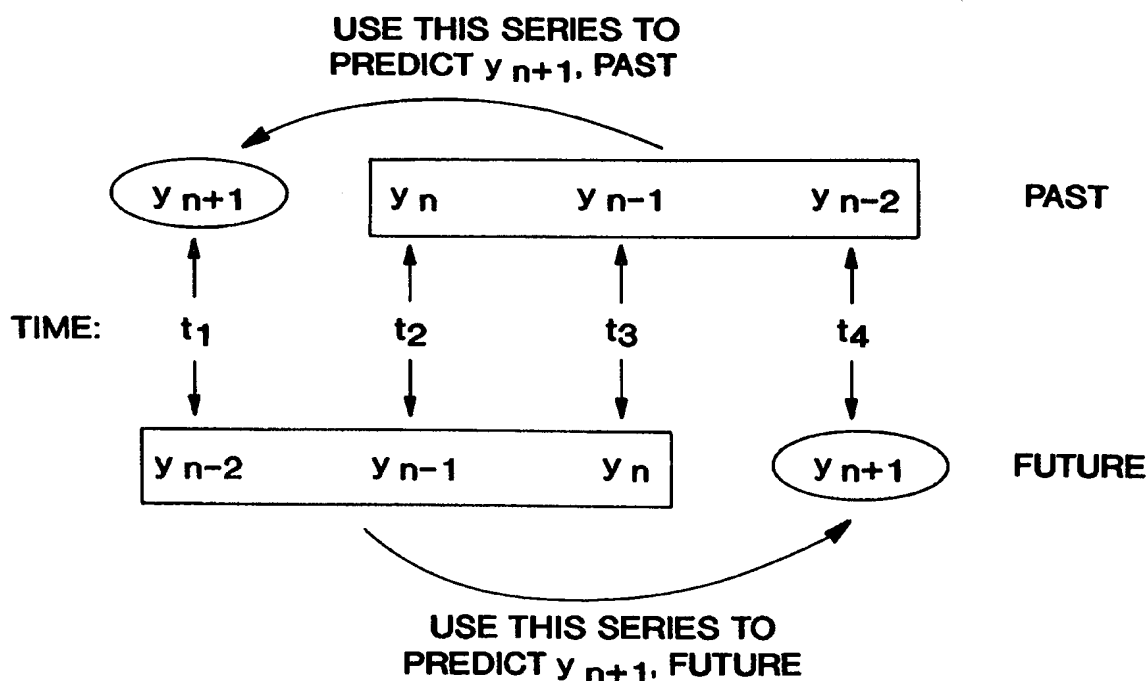 USE THIS SERIES TO
PREDICT y n+1, PAST
y n+1 y n y n-1 y n-2 PAST
TIME: t1 t2 t3 t4
y n-2 y n-1 y n y n+1 FUTURE
USE THIS SERIES TO
PREDICT y n+1, FUTURE